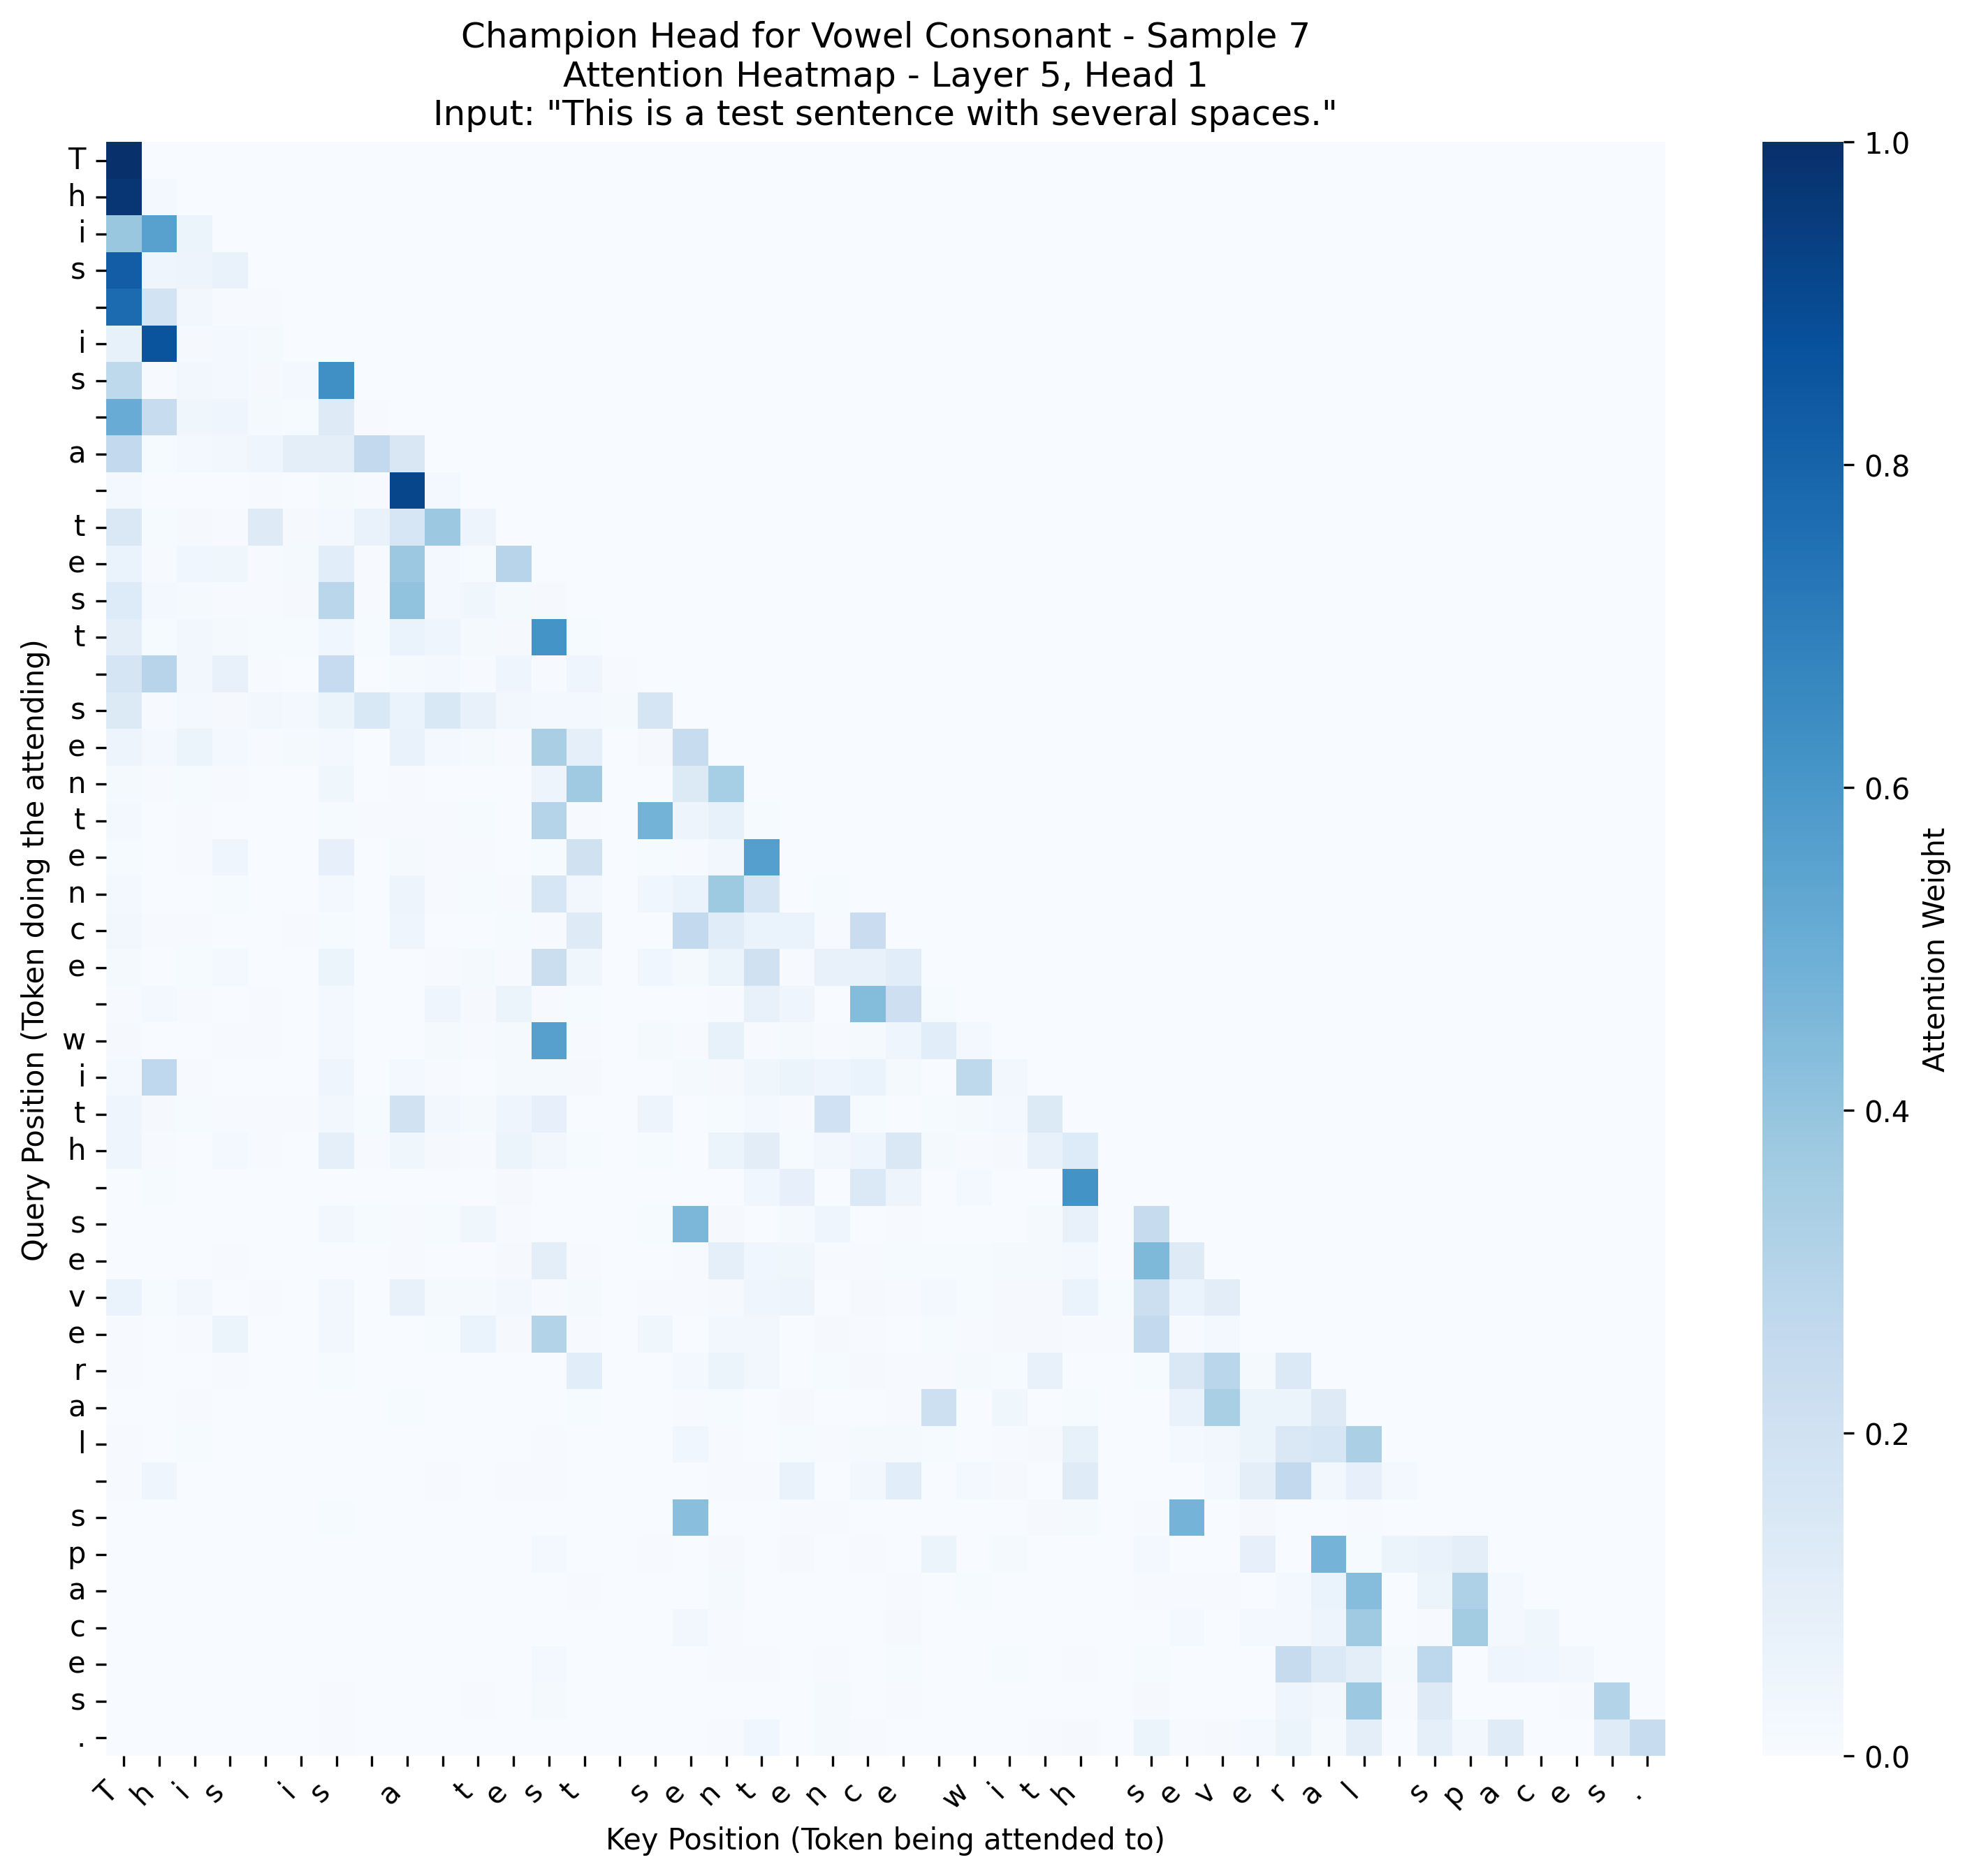 Champion Head for Vowel Consonant - Sample 7
Attention Heatmap - Layer 5, Head 1
Input: "This is a test sentence with several spaces."
T
h
i
s
i
s
a
t
e
s
t
s
e
n
t
e
n
c
e
w
i
t
h
s
e
v
e
r
a
l
s
p
a
c
e
s
.
Query Position (Token doing the attending)
T h i s i s a t e s t s e n t e n c e w i t h s e v e r a l s p a c e s .
Key Position (Token being attended to)
1.0
0.8
0.6
0.4
0.2
0.0
Attention Weight